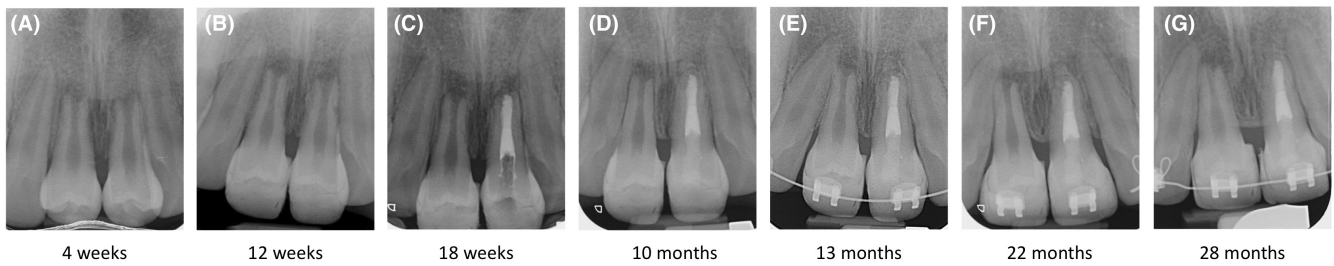 (A) (B) (C) (D) (E) (F) (G)
4 weeks 12 weeks 18 weeks 10 months 13 months 22 months 28 months